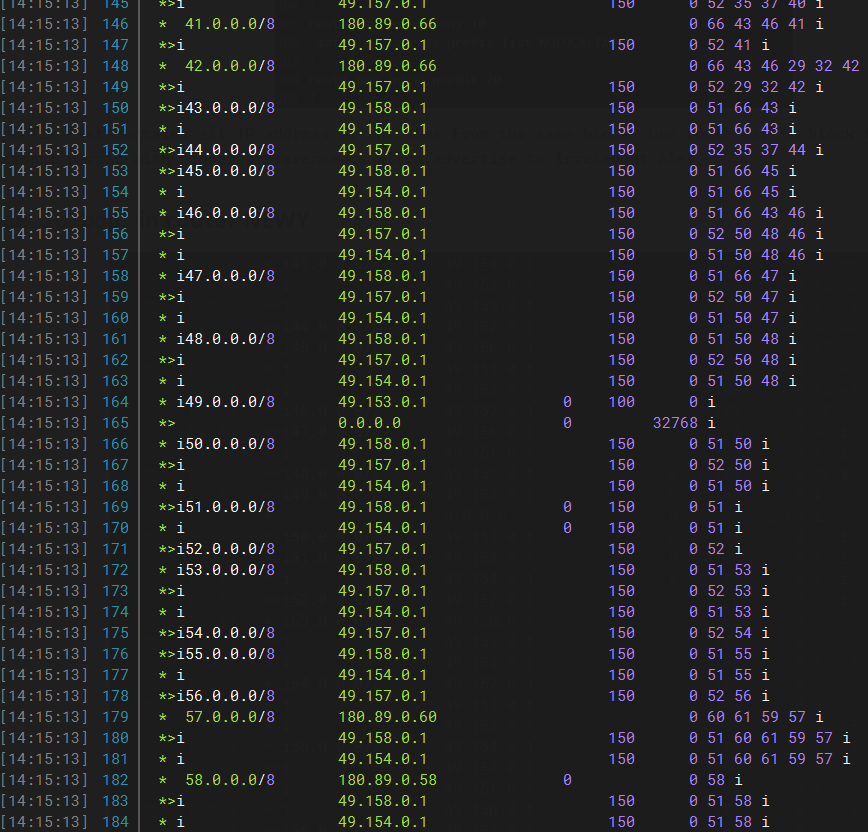 [14:15:13] 145 *>i 49.157.0.1 150 0 52 35 37 40 i
[14:15:13] 146 * 41.0.0.0/8 180.89.0.66 0 66 43 46 41 i
[14:15:13] 147 *>i 49.157.0.1 150 0 52 41 i
[14:15:13] 148 * 42.0.0.0/8 180.89.0.66 0 66 43 46 29 32 42
[14:15:13] 149 *>i 49.157.0.1 150 0 52 29 32 42 i
[14:15:13] 150 *>i43.0.0.0/8 49.158.0.1 150 0 51 66 43 i
[14:15:13] 151 * i 49.154.0.1 150 0 51 66 43 i
[14:15:13] 152 *>i44.0.0.0/8 49.157.0.1 150 0 52 35 37 44 i
[14:15:13] 153 *>i45.0.0.0/8 49.158.0.1 150 0 51 66 45 i
[14:15:13] 154 * i 49.154.0.1 150 0 51 66 45 i
[14:15:13] 155 * i46.0.0.0/8 49.158.0.1 150 0 51 66 43 46 i
[14:15:13] 156 *>i 49.157.0.1 150 0 52 50 48 46 i
[14:15:13] 157 * i 49.154.0.1 150 0 51 50 48 46 i
[14:15:13] 158 * i47.0.0.0/8 49.158.0.1 150 0 51 66 47 i
[14:15:13] 159 *>i 49.157.0.1 150 0 52 50 47 i
[14:15:13] 160 * i 49.154.0.1 150 0 51 50 47 i
[14:15:13] 161 * i48.0.0.0/8 49.158.0.1 150 0 51 50 48 i
[14:15:13] 162 *>i 49.157.0.1 150 0 52 50 48 i
[14:15:13] 163 * i 49.154.0.1 150 0 51 50 48 i
[14:15:13] 164 * i49.0.0.0/8 49.153.0.1 0 100 0 i
[14:15:13] 165 *> 0.0.0.0 0 32768 i
[14:15:13] 166 * i50.0.0.0/8 49.158.0.1 150 0 51 50 i
[14:15:13] 167 *>i 49.157.0.1 150 0 52 50 i
[14:15:13] 168 * i 49.154.0.1 150 0 51 50 i
[14:15:13] 169 *>i51.0.0.0/8 49.158.0.1 0 150 0 51 i
[14:15:13] 170 * i 49.154.0.1 0 150 0 51 i
[14:15:13] 171 *>i52.0.0.0/8 49.157.0.1 150 0 52 i
[14:15:13] 172 * i53.0.0.0/8 49.158.0.1 150 0 51 53 i
[14:15:13] 173 *>i 49.157.0.1 150 0 52 53 i
[14:15:13] 174 * i 49.154.0.1 150 0 51 53 i
[14:15:13] 175 *>i54.0.0.0/8 49.157.0.1 150 0 52 54 i
[14:15:13] 176 *>i55.0.0.0/8 49.158.0.1 150 0 51 55 i
[14:15:13] 177 * i 49.154.0.1 150 0 51 55 i
[14:15:13] 178 *>i56.0.0.0/8 49.157.0.1 150 0 52 56 i
[14:15:13] 179 * 57.0.0.0/8 180.89.0.60 0 60 61 59 57 i
[14:15:13] 180 *>i 49.158.0.1 150 0 51 60 61 59 57 i
[14:15:13] 181 * i 49.154.0.1 150 0 51 60 61 59 57 i
[14:15:13] 182 * 58.0.0.0/8 180.89.0.58 0 0 58 i
[14:15:13] 183 *>i 49.158.0.1 150 0 51 58 i
[14:15:13] 184 * i 49.154.0.1 150 0 51 58 i